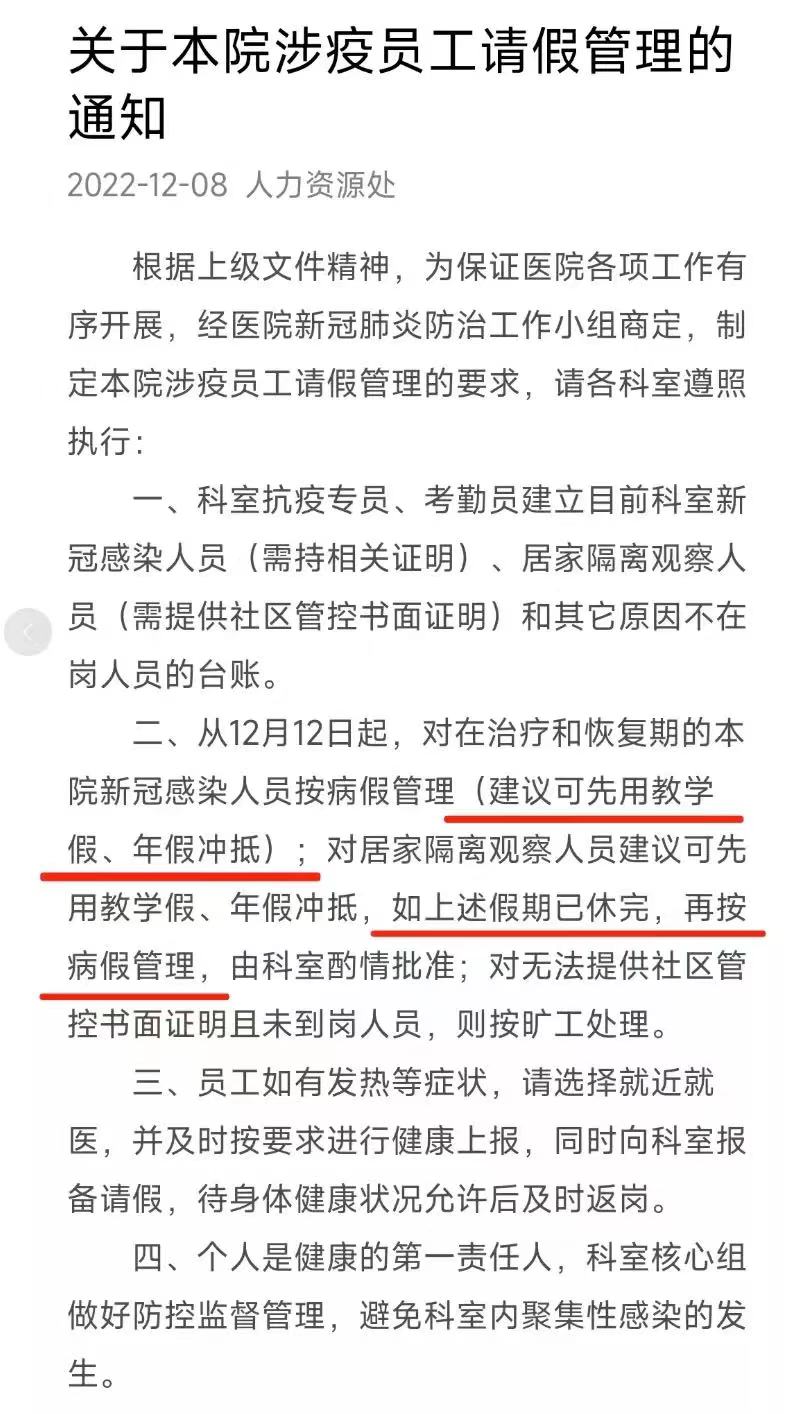 关于本院涉疫员工请假管理的
通知
2022-12-08 人力资源处
根据上级文件精神，为保证医院各项工作有
序开展，经医院新冠肺炎防治工作小组商定，制
定本院涉疫员工请假管理的要求，请各科室遵照
执行：
一、科室抗疫专员、考勤员建立目前科室新
冠感染人员（需持相关证明）、居家隔离观察人
员（需提供社区管控书面证明）和其它原因不在
岗人员的台账。
二、从12月12日起，对在治疗和恢复期的本
院新冠感染人员按病假管理（建议可先用教学
假、年假冲抵）；对居家隔离观察人员建议可先
用教学假、年假冲抵，如上述假期已休完，再按
病假管理，由科室酌情批准；对无法提供社区管
控书面证明且未到岗人员，则按旷工处理。
三、员工如有发热等症状，请选择就近就
医，并及时按要求进行健康上报，同时向科室报
备请假，待身体健康状况允许后及时返岗。
四、个人是健康的第一责任人，科室核心组
做好防控监督管理，避免科室内聚集性感染的发
生。